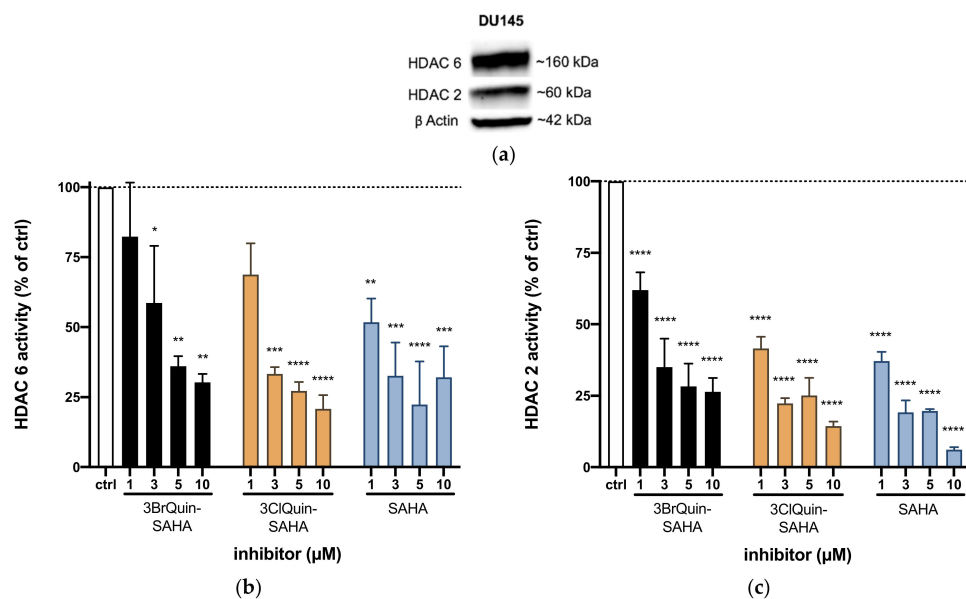 DU145
HDAC 6 ~160 kDa
HDAC 2 ~60 kDa
β Actin ~42 kDa
(a)
HDAC 6 activity (% of ctrl)
100
75
50
25
0
* ** **
*** **** ****
** *** **** ***
ctrl 1 3 5 10 1 3 5 10 1 3 5 10
3BrQuin-
SAHA
3ClQuin-
SAHA
SAHA
inhibitor (µM)
(b)
HDAC 2 activity (% of ctrl)
100
75
50
25
0
**** **** **** ****
**** **** **** ****
**** **** **** ****
ctrl 1 3 5 10 1 3 5 10 1 3 5 10
3BrQuin-
SAHA
3ClQuin-
SAHA
SAHA
inhibitor (µM)
(c)